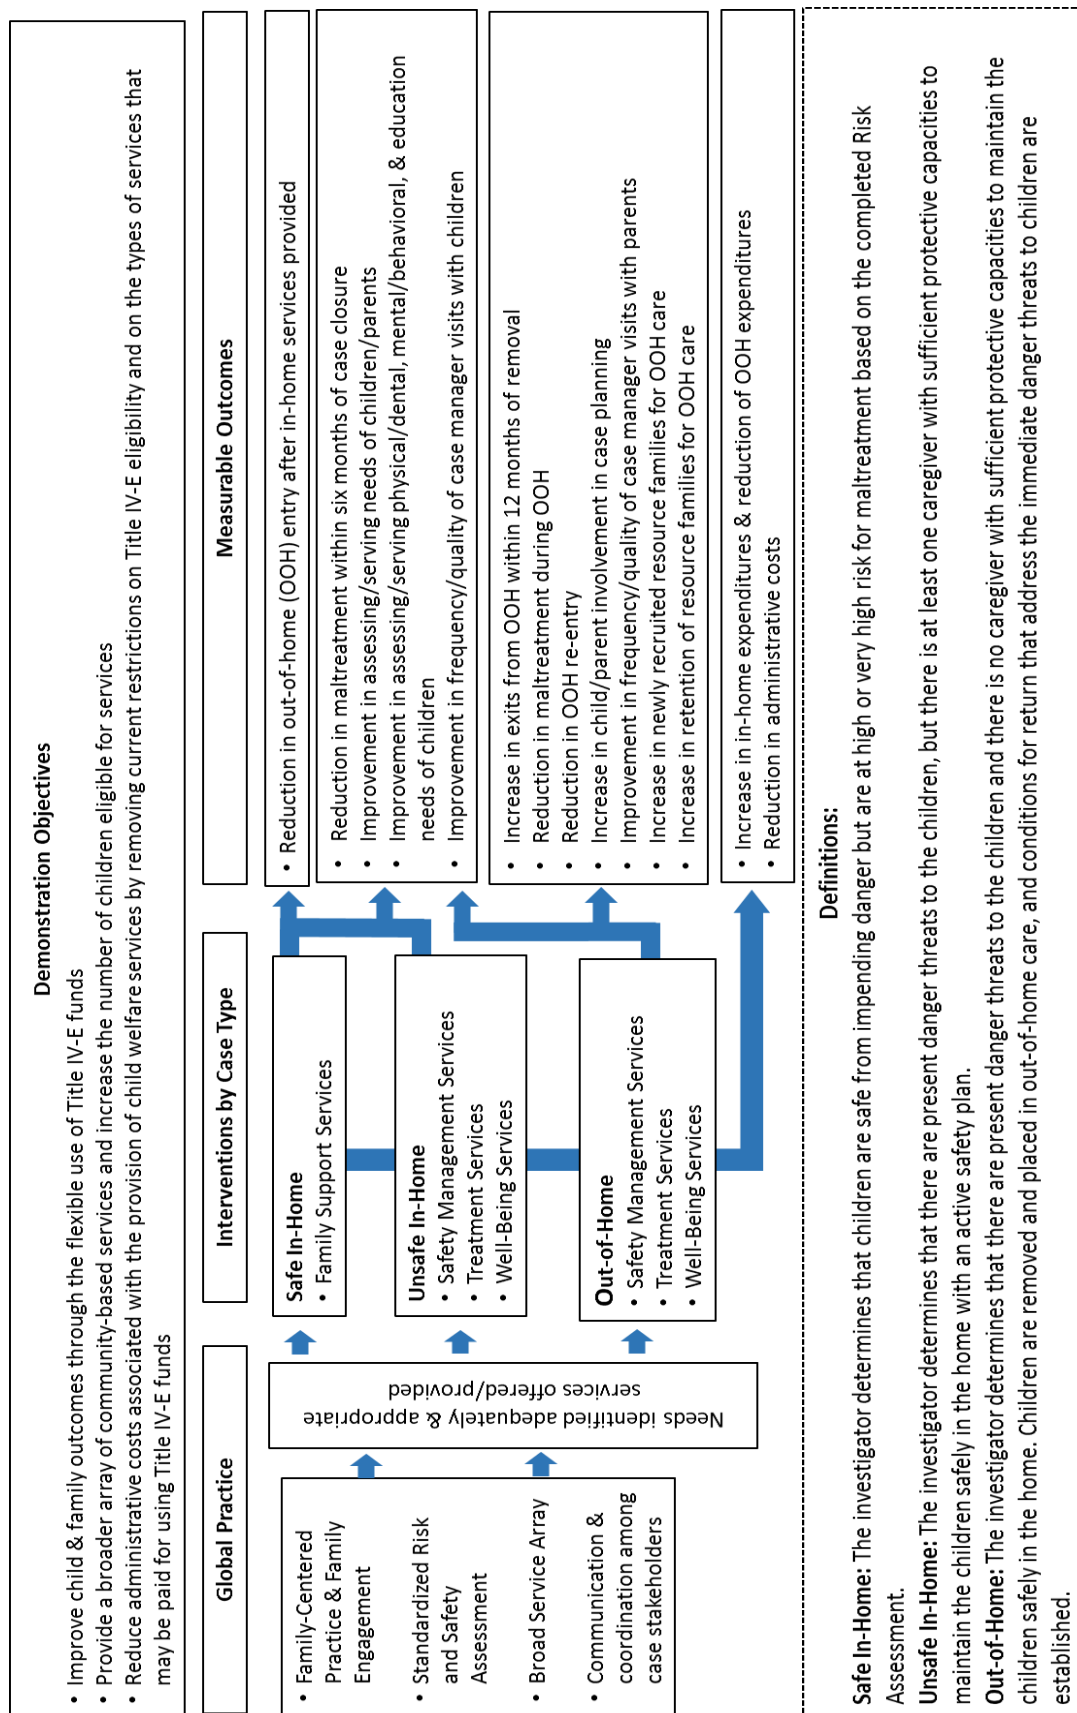 Demonstration Objectives
• Improve child & family outcomes through the flexible use of Title IV-E funds
• Provide a broader array of community-based services and increase the number of children eligible for services
• Reduce administrative costs associated with the provision of child welfare services by removing current restrictions on Title IV-E eligibility and on the types of services that
may be paid for using Title IV-E funds
Global Practice
Interventions by Case Type
Measurable Outcomes
• Family-Centered
Practice & Family
Engagement
• Standardized Risk
and Safety
Assessment
• Broad Service Array
• Communication &
coordination among
case stakeholders
Needs identified adequately & appropriate
services offered/provided
Safe In-Home
• Family Support Services
Unsafe In-Home
• Safety Management Services
• Treatment Services
• Well-Being Services
Out-of-Home
• Safety Management Services
• Treatment Services
• Well-Being Services
• Reduction in out-of-home (OOH) entry after in-home services provided
• Reduction in maltreatment within six months of case closure
• Improvement in assessing/serving needs of children/parents
• Improvement in assessing/serving physical/dental, mental/behavioral, & education
needs of children
• Improvement in frequency/quality of case manager visits with children
• Increase in exits from OOH within 12 months of removal
• Reduction in maltreatment during OOH
• Reduction in OOH re-entry
• Increase in child/parent involvement in case planning
• Improvement in frequency/quality of case manager visits with parents
• Increase in newly recruited resource families for OOH care
• Increase in retention of resource families for OOH care
• Increase in in-home expenditures & reduction of OOH expenditures
• Reduction in administrative costs
Definitions:
Safe In-Home: The investigator determines that children are safe from impending danger but are at high or very high risk for maltreatment based on the completed Risk
Assessment.
Unsafe In-Home: The investigator determines that there are present danger threats to the children, but there is at least one caregiver with sufficient protective capacities to
maintain the children safely in the home with an active safety plan.
Out-of-Home: The investigator determines that there are present danger threats to the children and there is no caregiver with sufficient protective capacities to maintain the
children safely in the home. Children are removed and placed in out-of-home care, and conditions for return that address the immediate danger threats to children are
established.